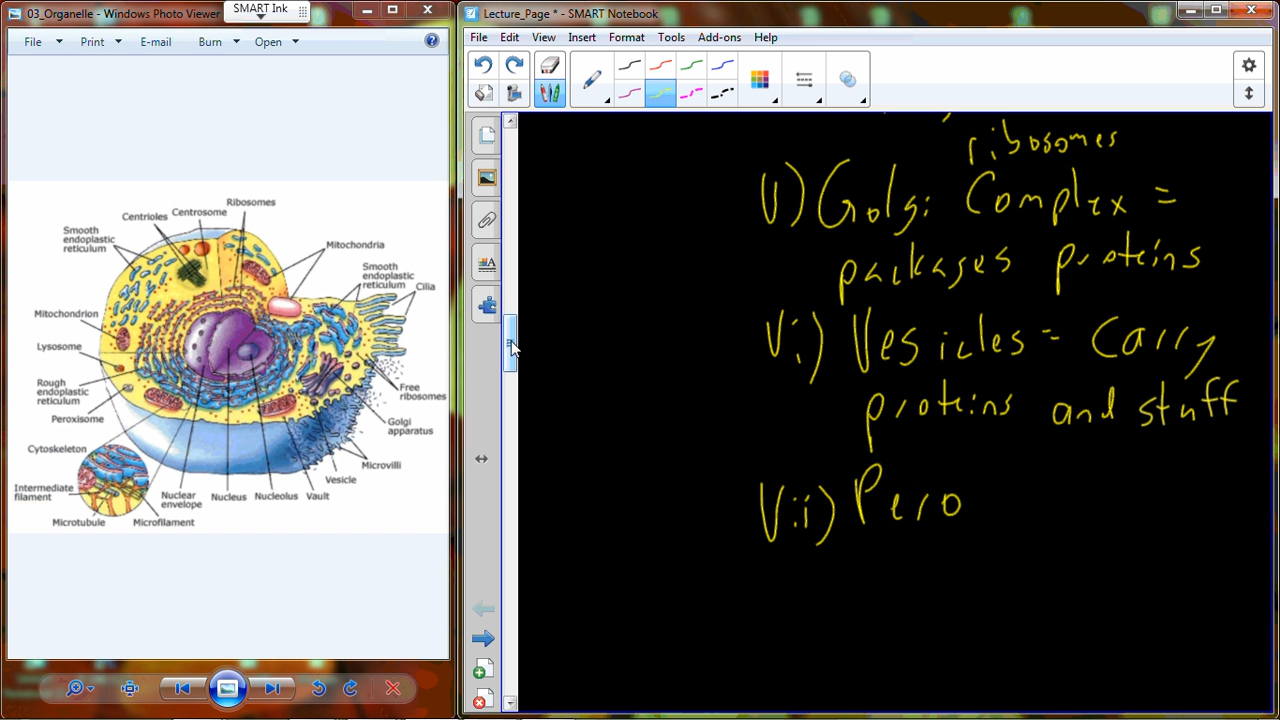 03_Organelle - Windows Photo Viewer
SMART Ink
File Print E-mail Burn Open
Ribosomes
Centrosome
Centrioles
Smooth
endoplastic
reticulum
Mitochondria
Smooth
endoplastic
reticulum
Cilia
Mitochondrion
Lysosome
Rough
endoplastic
reticulum
Peroxisome
Free
ribosomes
Golgi
apparatus
Cytoskeleton
Microvilli
Vesicle
Intermediate
filament
Nuclear
envelope
Nucleus
Nucleolus
Vault
Microtubule
Microfilament
Lecture_Page * - SMART Notebook
File Edit View Insert Format Tools Add-ons Help
ribosomes
V) Golgi Complex =
packages proteins
Vi) Vesicles = Carry
proteins and stuff
Vii) Pero